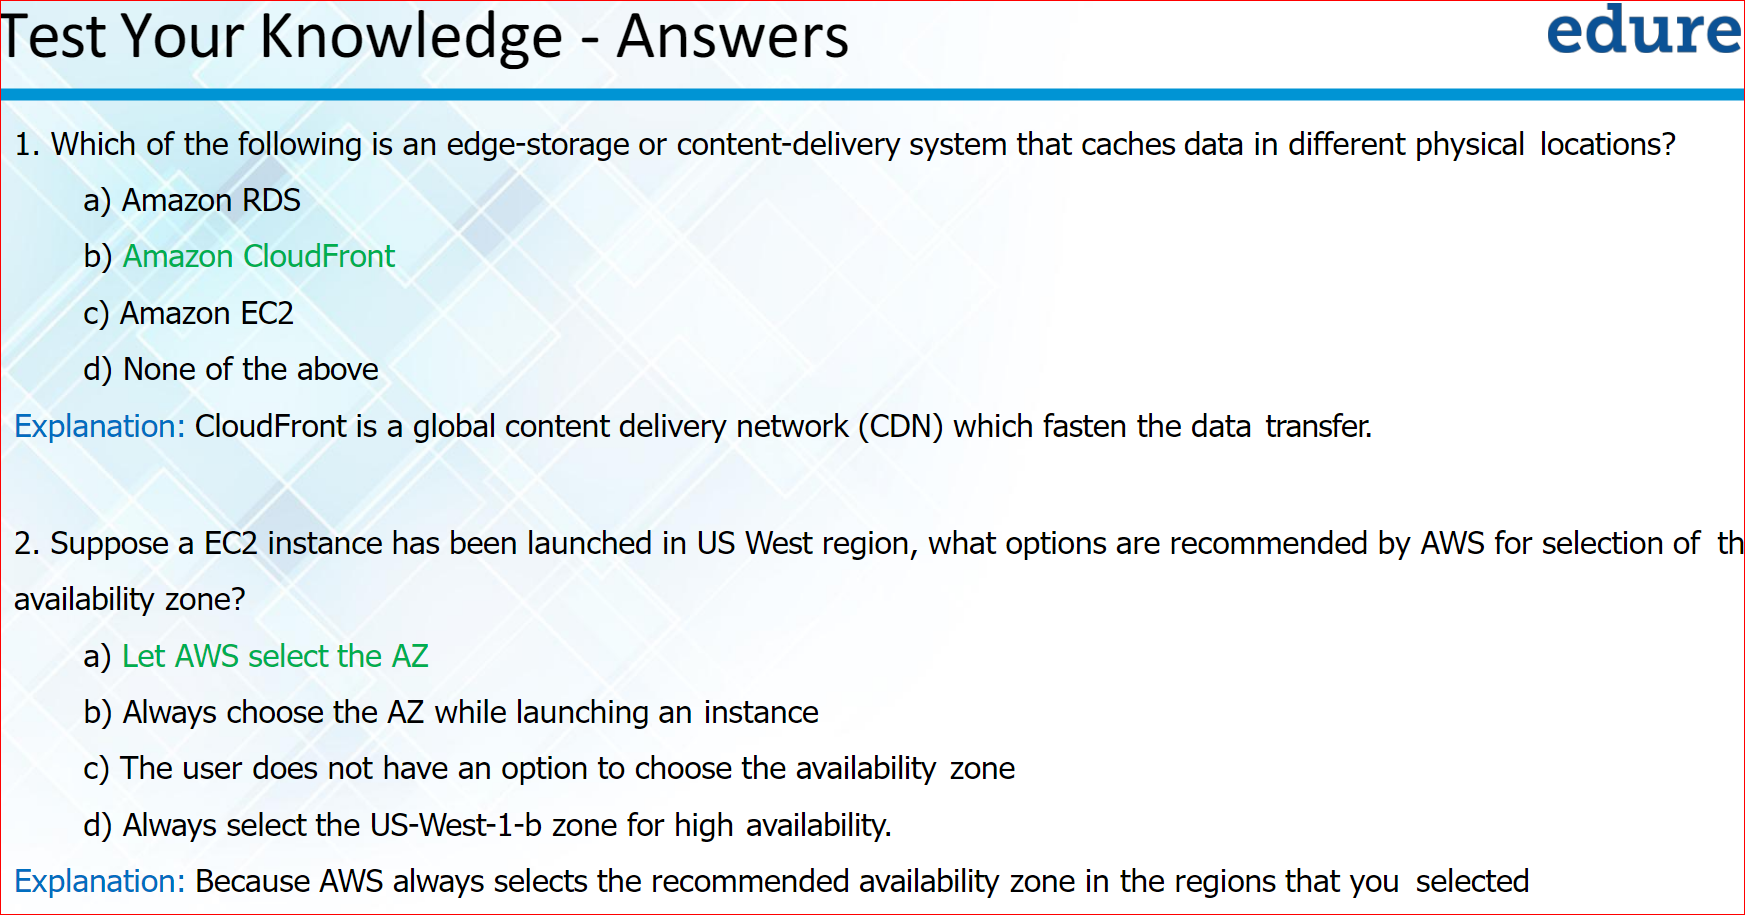 Test Your Knowledge - Answers
edure
1. Which of the following is an edge-storage or content-delivery system that caches data in different physical locations?
a) Amazon RDS
b) Amazon CloudFront
c) Amazon EC2
d) None of the above
Explanation: CloudFront is a global content delivery network (CDN) which fasten the data transfer.
2. Suppose a EC2 instance has been launched in US West region, what options are recommended by AWS for selection of th
availability zone?
a) Let AWS select the AZ
b) Always choose the AZ while launching an instance
c) The user does not have an option to choose the availability zone
d) Always select the US-West-1-b zone for high availability.
Explanation: Because AWS always selects the recommended availability zone in the regions that you selected